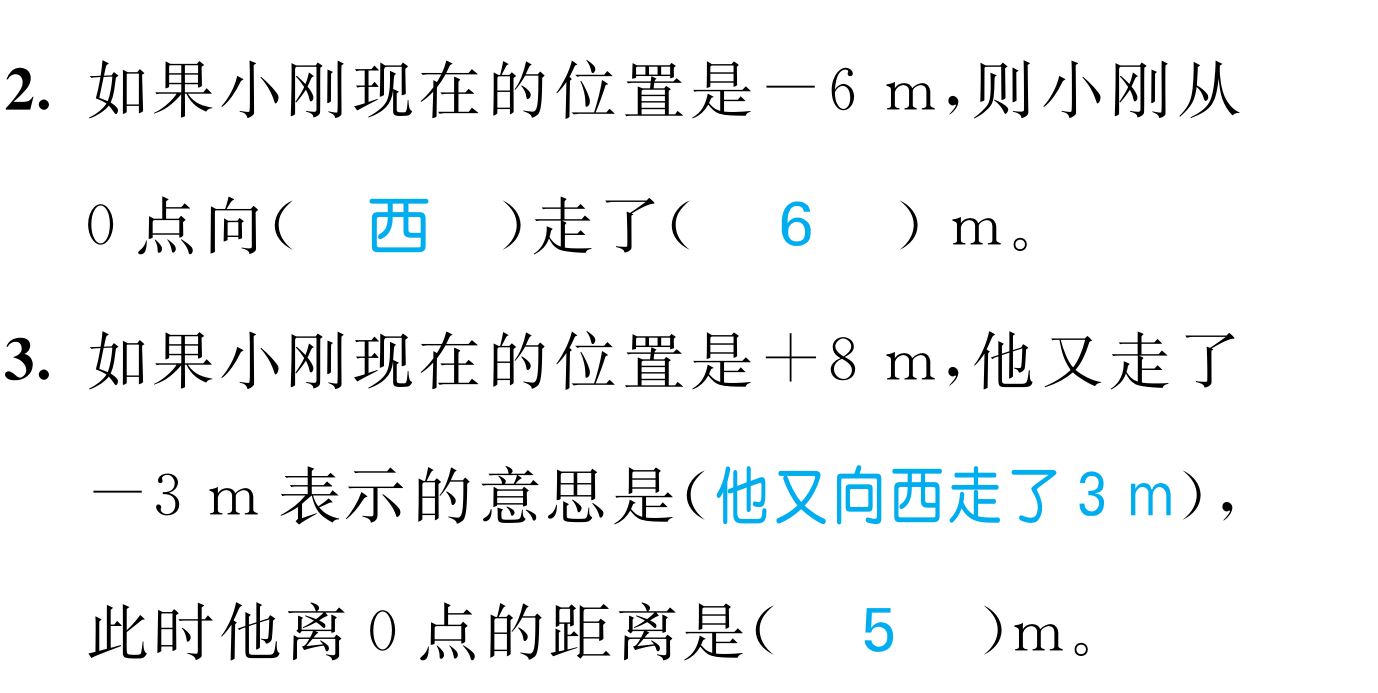 2. 如果小刚现在的位置是－6 m,则小刚从
0 点向( 西 )走了( 6 ) m。
3. 如果小刚现在的位置是＋8 m,他又走了
－3 m 表示的意思是(他又向西走了 3 m),
此时他离 0 点的距离是( 5 )m。